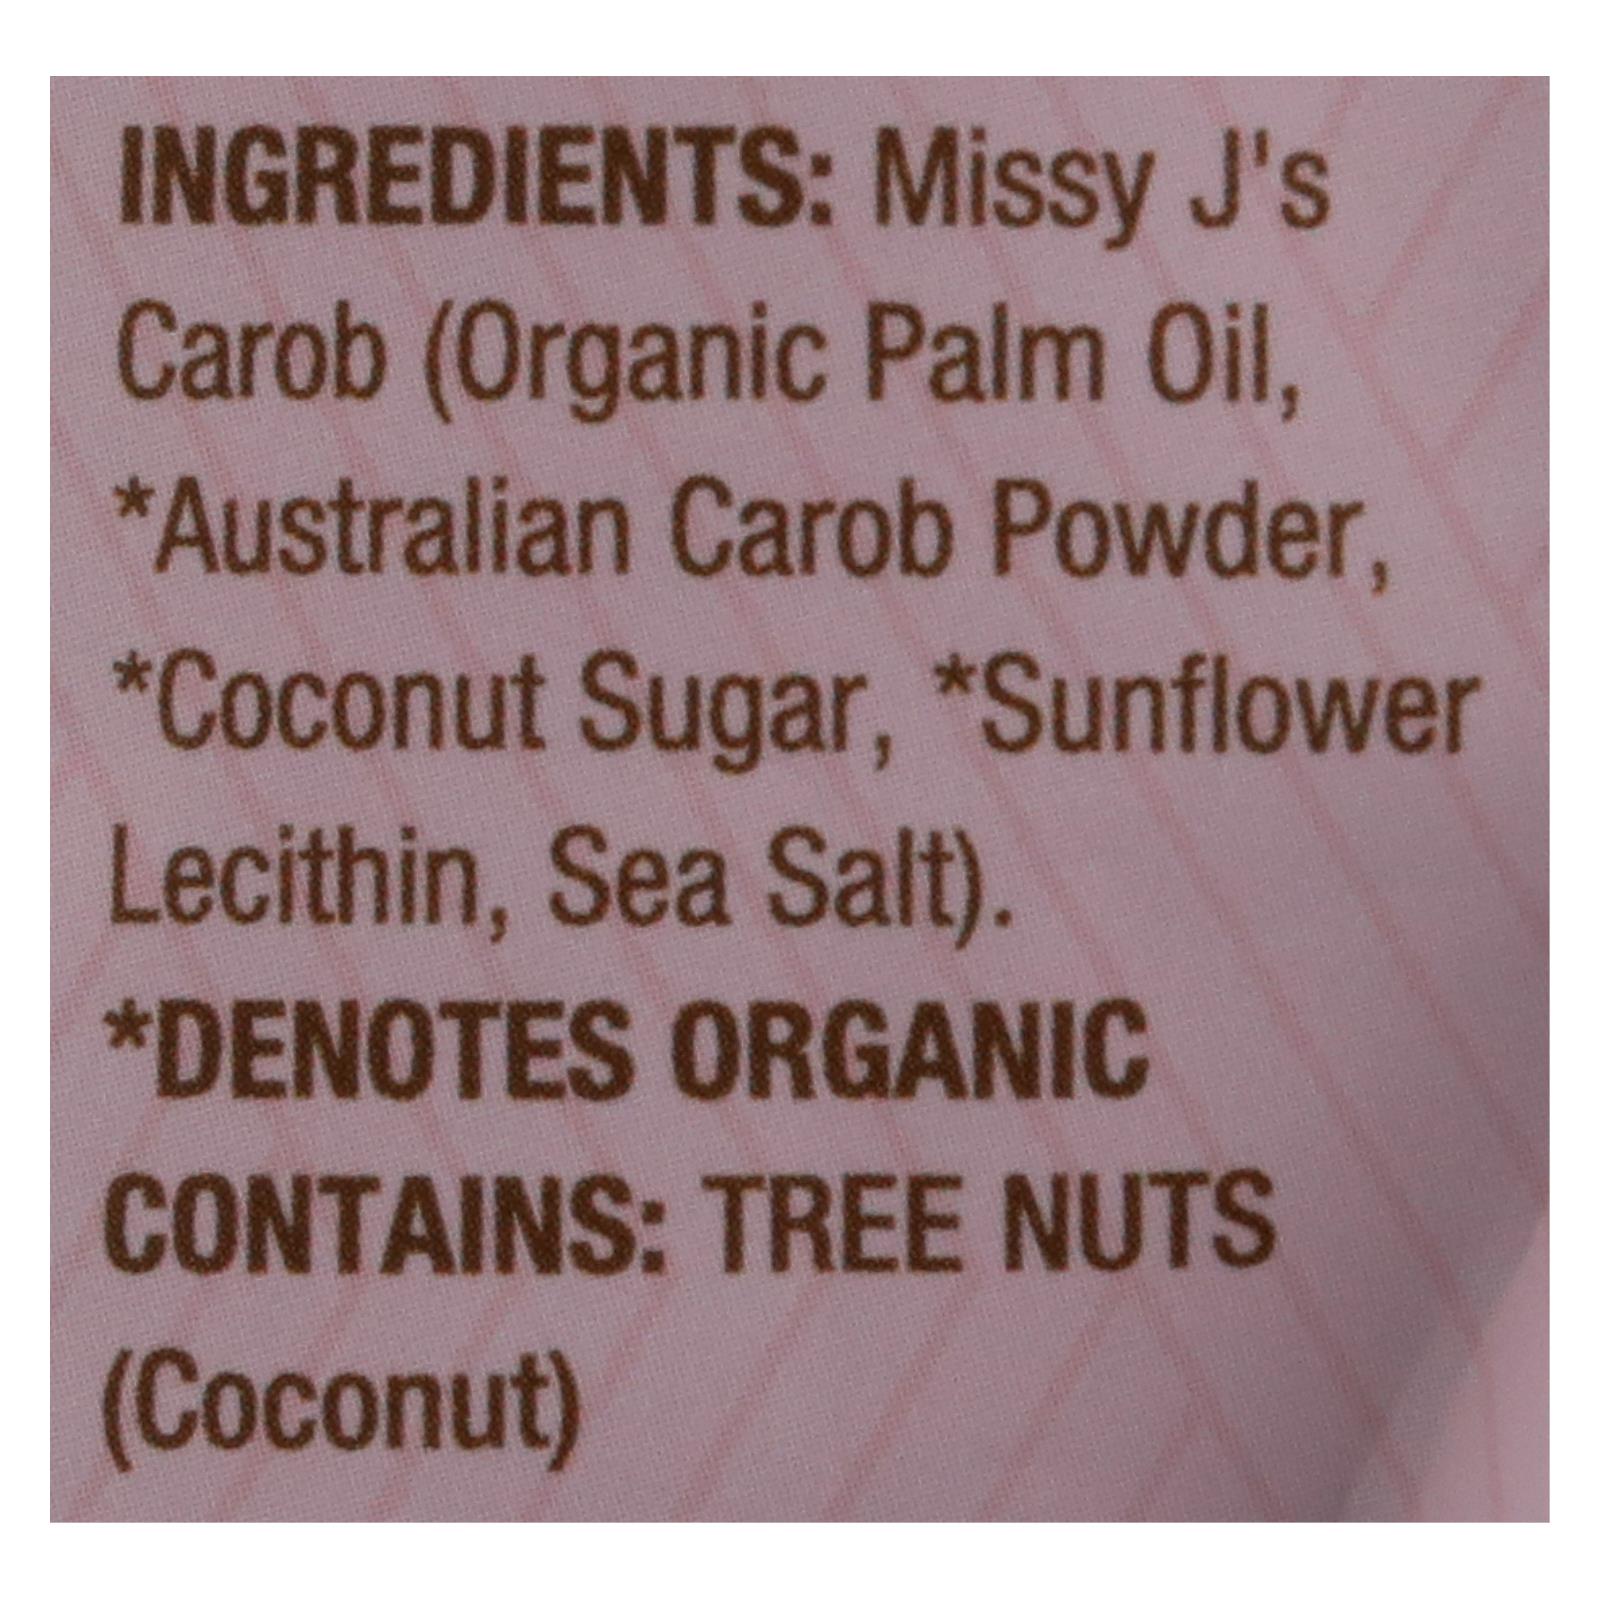 INGREDIENTS: Missy J's
Carob (Organic Palm Oil,
*Australian Carob Powder,
*Coconut Sugar, *Sunflower
Lecithin, Sea Salt).
*DENOTES ORGANIC
CONTAINS: TREE NUTS
(Coconut)